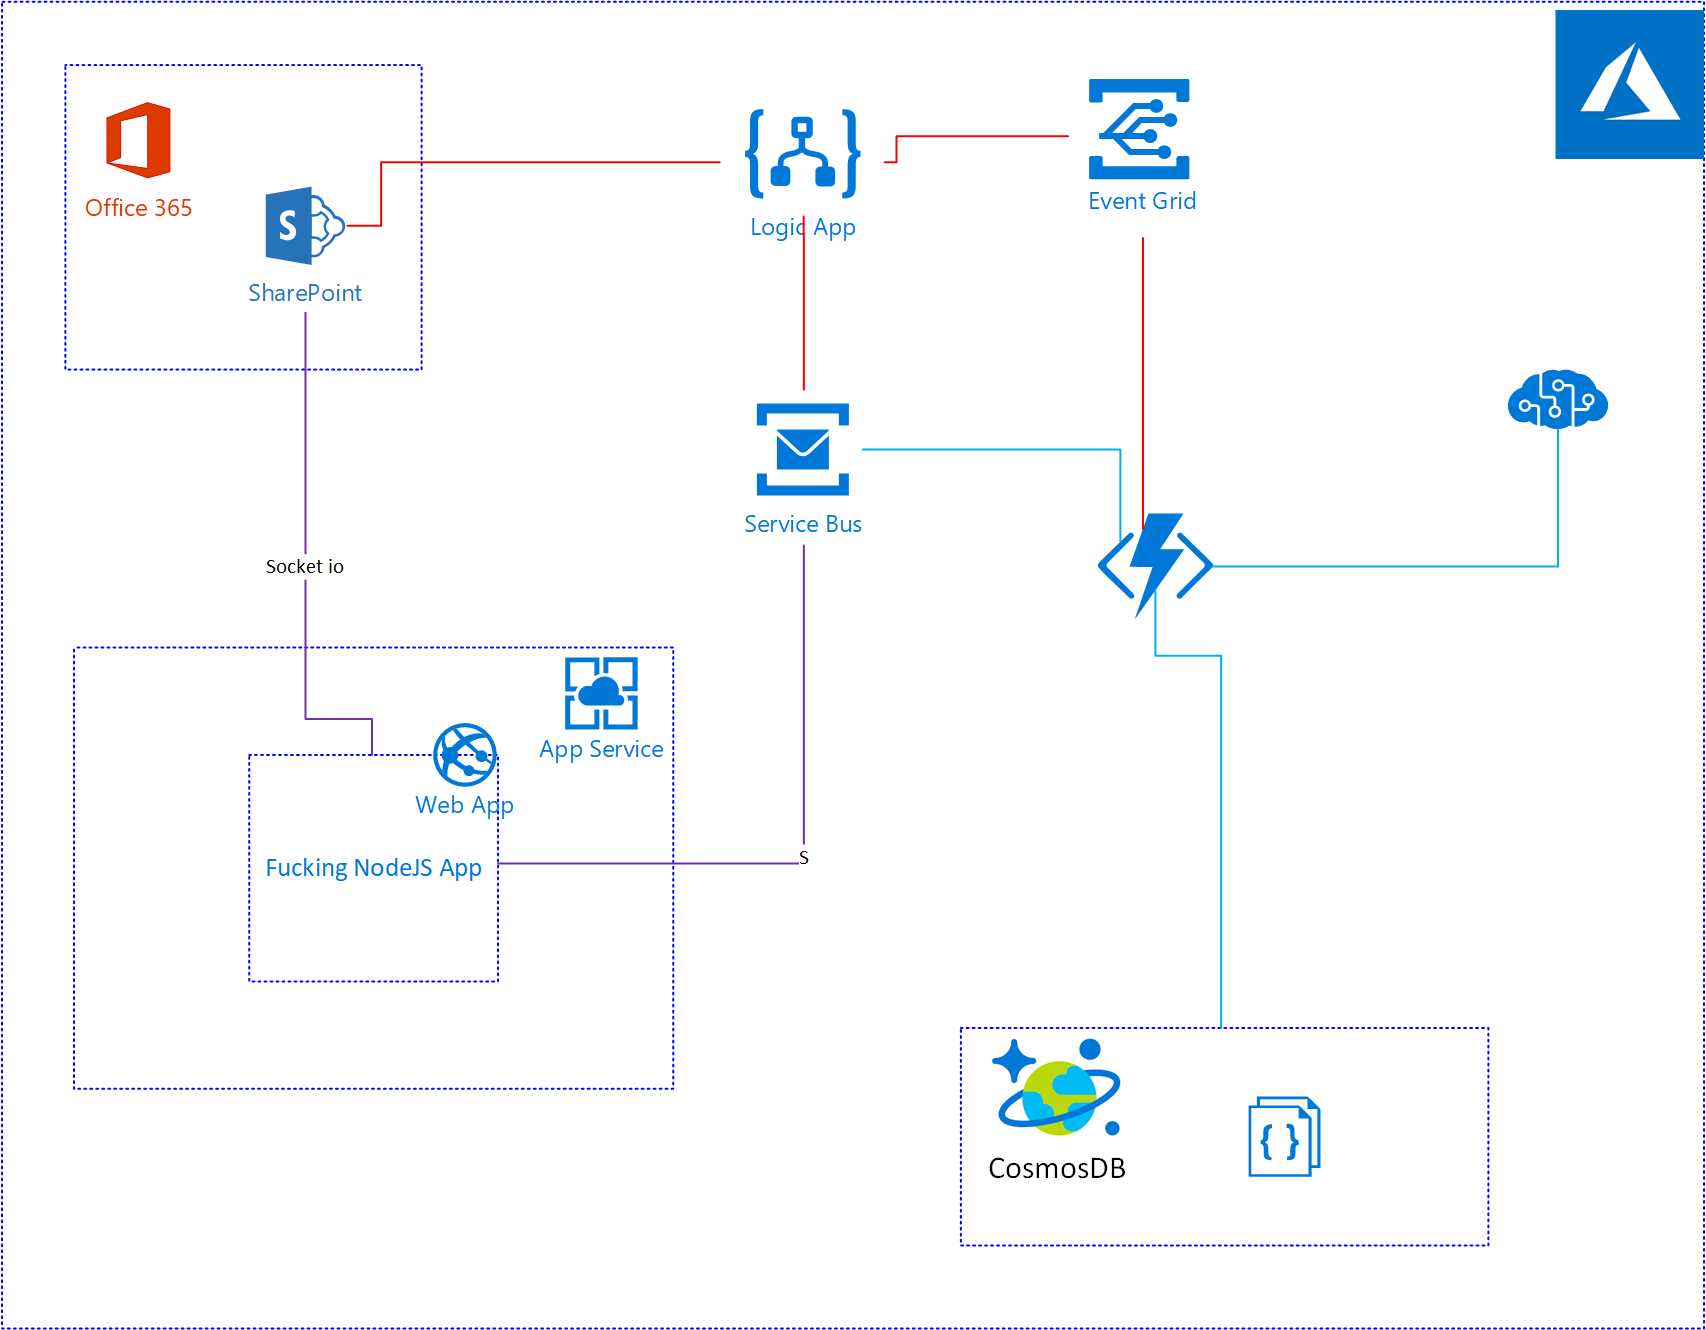 Office 365
S
SharePoint
Logic App
Event Grid
Service Bus
Socket io
App Service
Web App
Fucking NodeJS App
S
CosmosDB